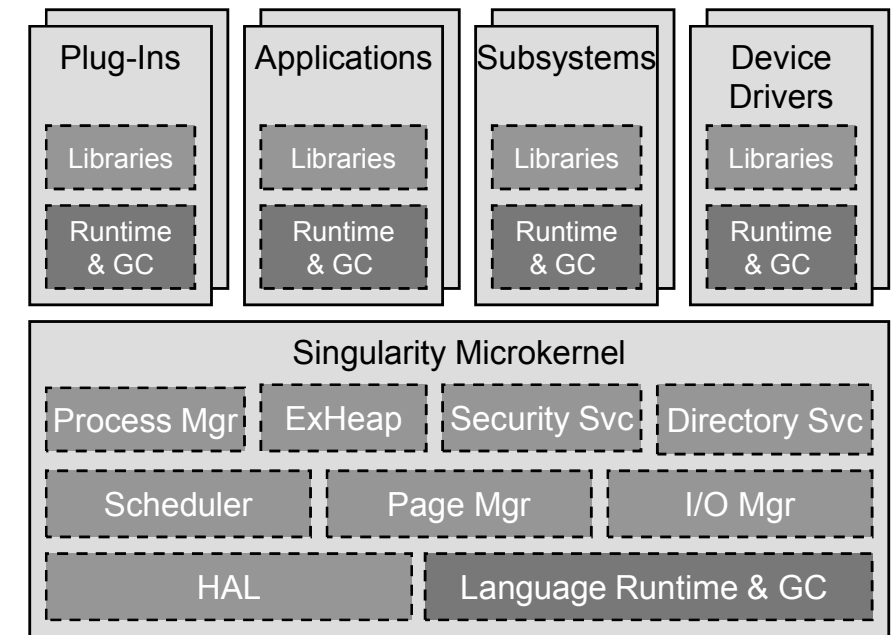 Plug-Ins
Applications
Subsystems
Device
Drivers
Libraries
Libraries
Libraries
Libraries
Runtime
& GC
Runtime
& GC
Runtime
& GC
Runtime
& GC
Singularity Microkernel
Process Mgr
ExHeap
Security Svc
Directory Svc
Scheduler
Page Mgr
I/O Mgr
HAL
Language Runtime & GC